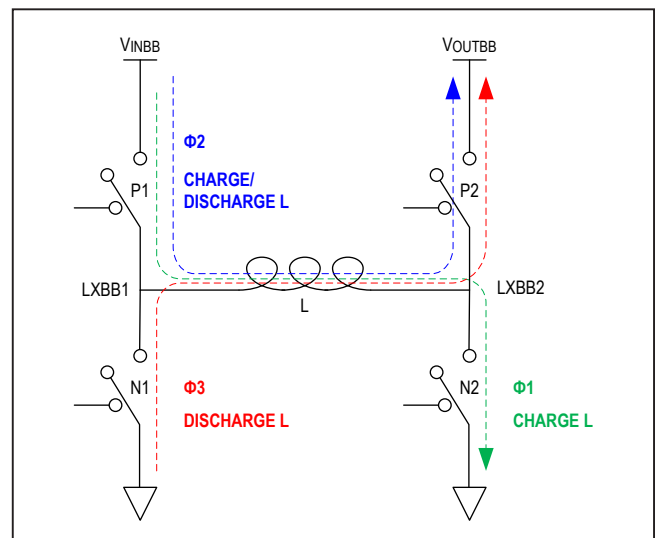 VINBB
VOUTBB
Φ2
CHARGE/
DISCHARGE L
P1
P2
LXBB1
LXBB2
L
N1
N2
Φ3
DISCHARGE L
Φ1
CHARGE L